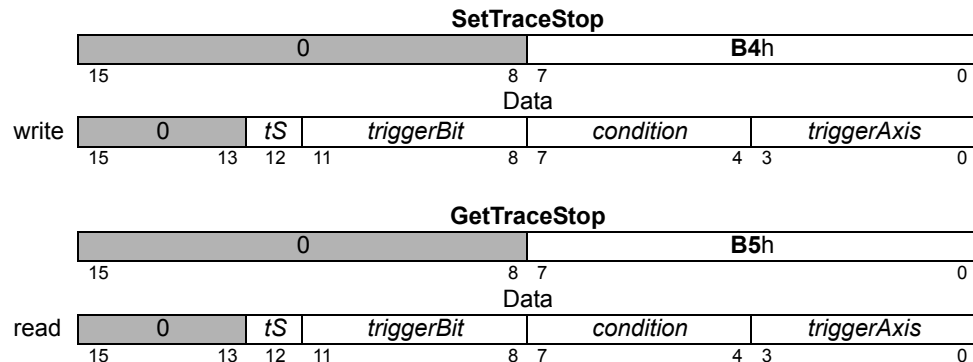 SetTraceStop
0 B4h
15 8 7 0
Data
write 0 tS triggerBit condition triggerAxis
15 13 12 11 8 7 4 3 0
GetTraceStop
0 B5h
15 8 7 0
Data
read 0 tS triggerBit condition triggerAxis
15 13 12 11 8 7 4 3 0